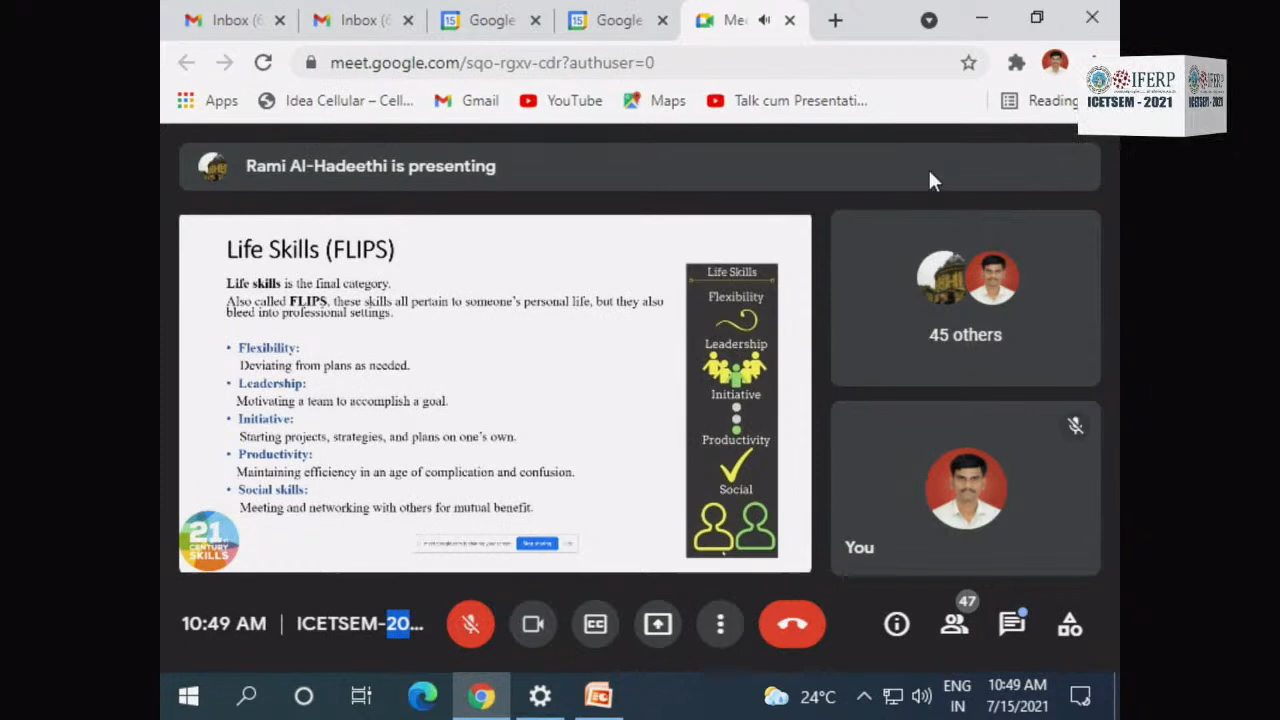 Inbox (6
Inbox (6
Google
Google
Mee
meet.google.com/sqo-rgxv-cdr?authuser=0
Apps
Idea Cellular – Cell...
Gmail
YouTube
Maps
Talk cum Presentati...
Reading
IFERP
ICETSEM - 2021
Rami Al-Hadeethi is presenting
Life Skills (FLIPS)
Life skills is the final category.
Also called FLIPS, these skills all pertain to someone's personal life, but they also
bleed into professional settings.
• Flexibility:
Deviating from plans as needed.
• Leadership:
Motivating a team to accomplish a goal.
• Initiative:
Starting projects, strategies, and plans on one's own.
• Productivity:
Maintaining efficiency in an age of complication and confusion.
• Social skills:
Meeting and networking with others for mutual benefit.
21st
CENTURY
SKILLS
Stop sharing
Life Skills
Flexibility
Leadership
Initiative
Productivity
Social
45 others
You
10:49 AM | ICETSEM-20...
47
24°C
ENG
IN
10:49 AM
7/15/2021